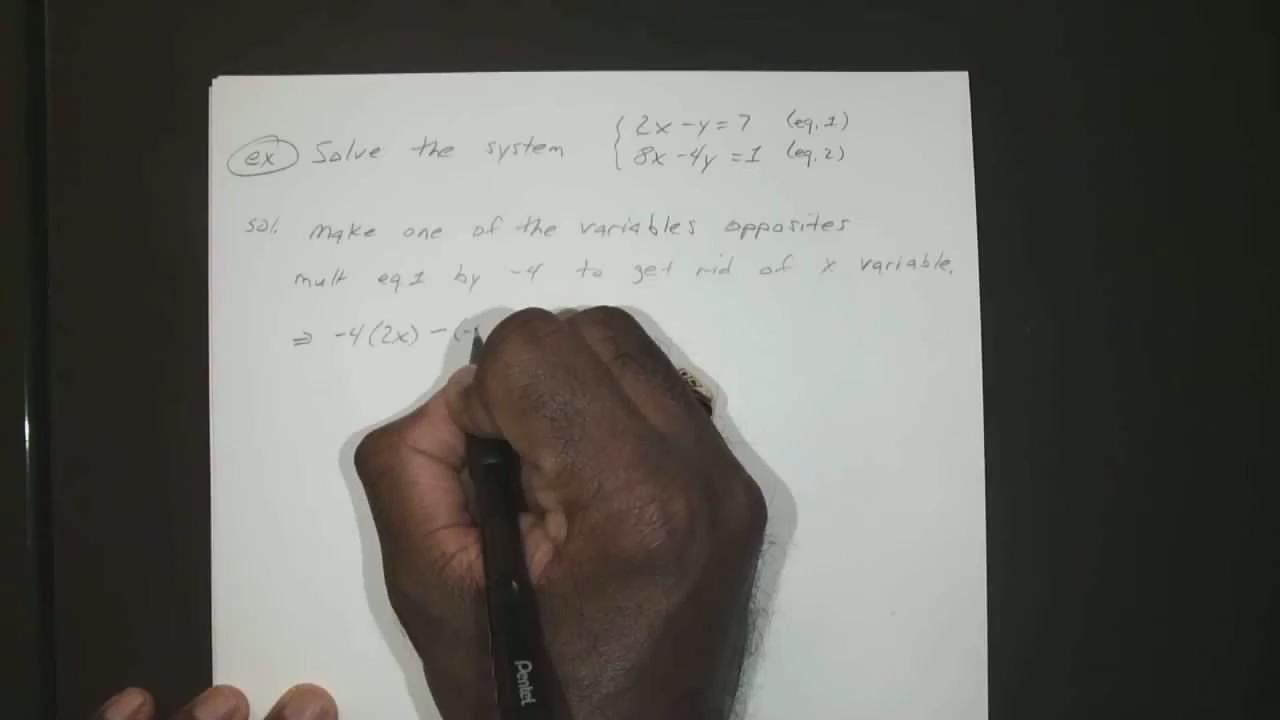 ex Solve the system { 2x - y = 7 (eq. 1)
8x - 4y = 1 (eq. 2)
Sol. Make one of the variables opposites
mult eq 1 by -4 to get rid of x variable.
⇒ -4(2x) - (-
Pentel